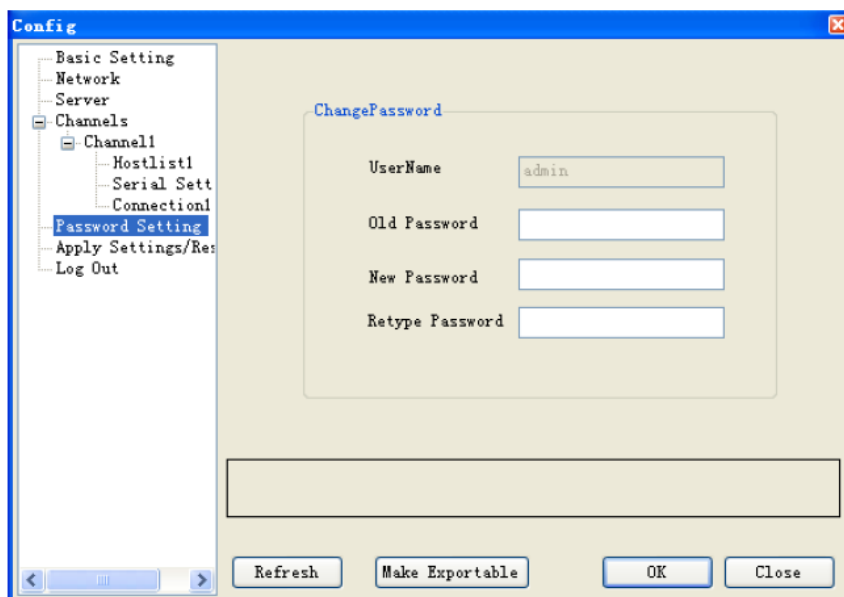 Config
Basic Setting
Network
Server
Channels
Channel1
Hostlist1
Serial Sett
Connection1
Password Setting
Apply Settings/Res
Log Out
ChangePassword
UserName
admin
Old Password
New Password
Retype Password
Refresh
Make Exportable
OK
Close